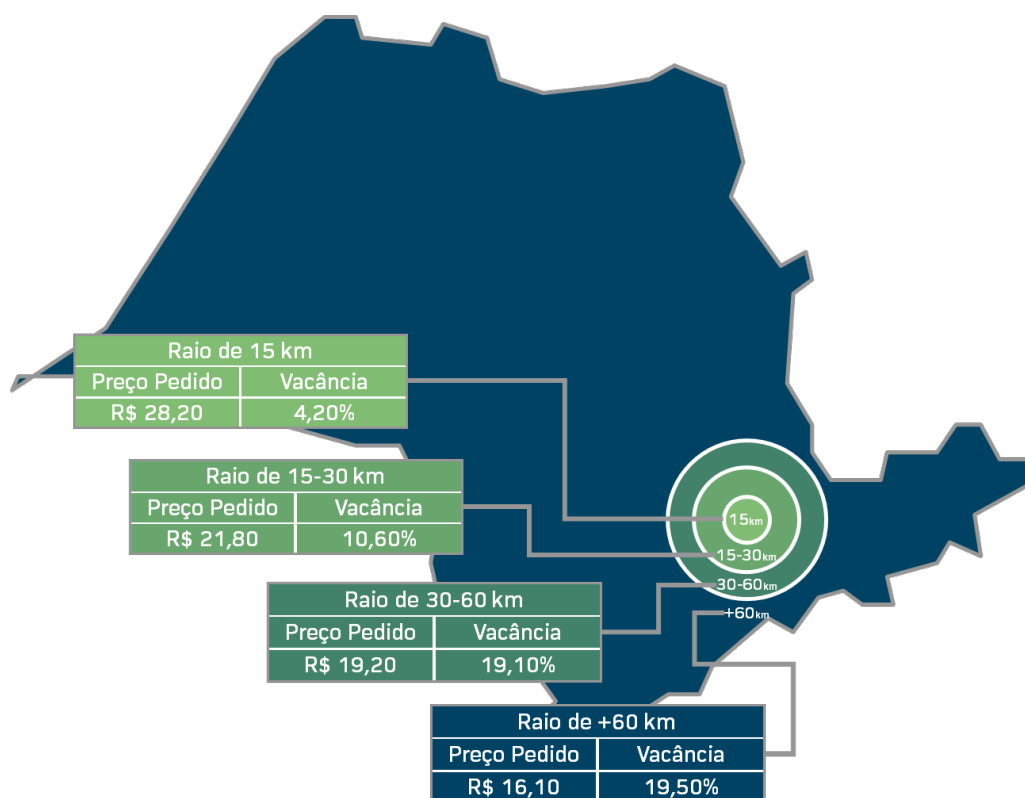 Raio de 15 km
Preço Pedido Vacância
R$ 28,20 4,20%
Raio de 15-30 km
Preço Pedido Vacância
R$ 21,80 10,60%
Raio de 30-60 km
Preço Pedido Vacância
R$ 19,20 19,10%
Raio de +60 km
Preço Pedido Vacância
R$ 16,10 19,50%
15km
15-30km
30-60km
+60km